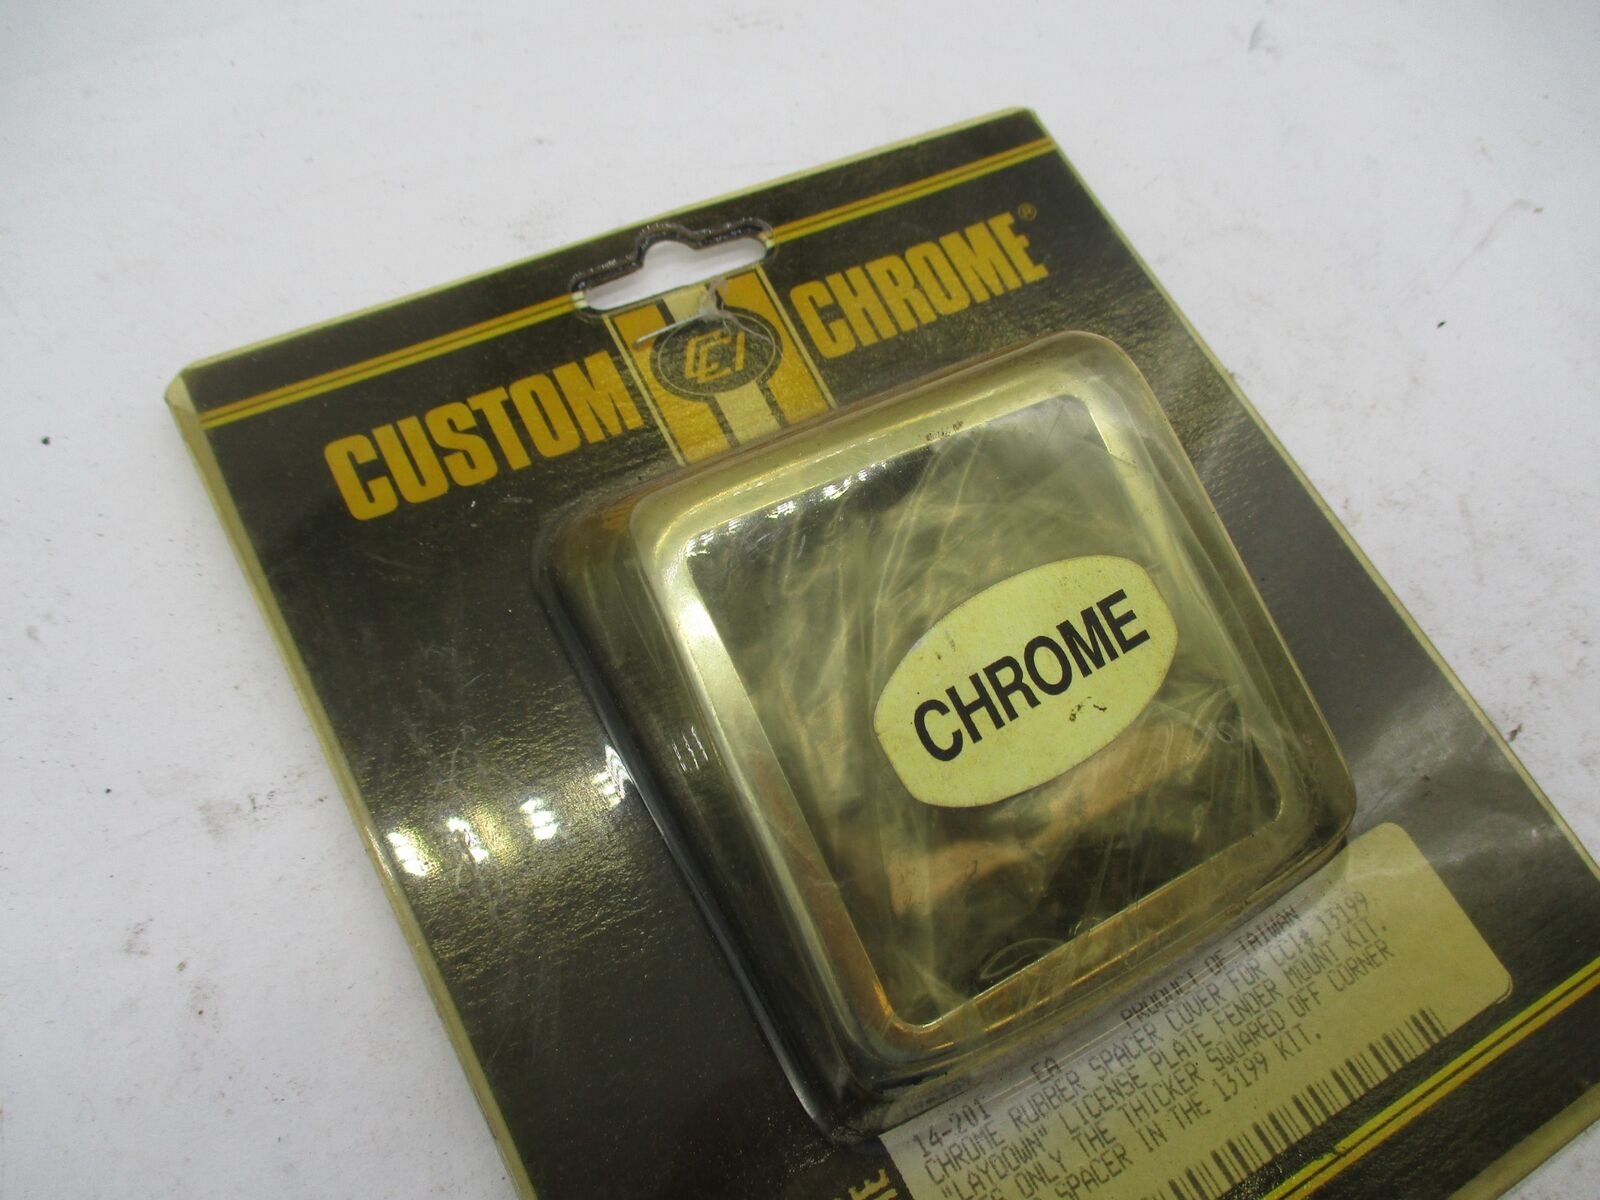 CUSTOM CCI CHROME®
CHROME
14-201 EA PRODUCT OF TAIWAN
CHROME RUBBER SPACER COVER FOR CCI# 13199
"LAYDOWN" LICENSE PLATE FENDER MOUNT KIT.
ONLY THE THICKER SQUARED OFF CORNER
SPACER IN THE 13199 KIT.